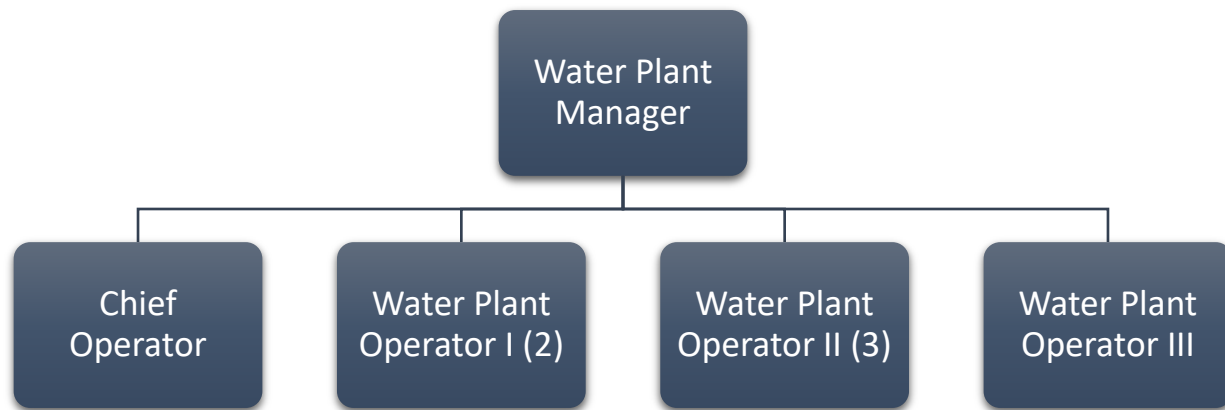 Water Plant
Manager
Chief
Operator
Water Plant
Operator I (2)
Water Plant
Operator II (3)
Water Plant
Operator III